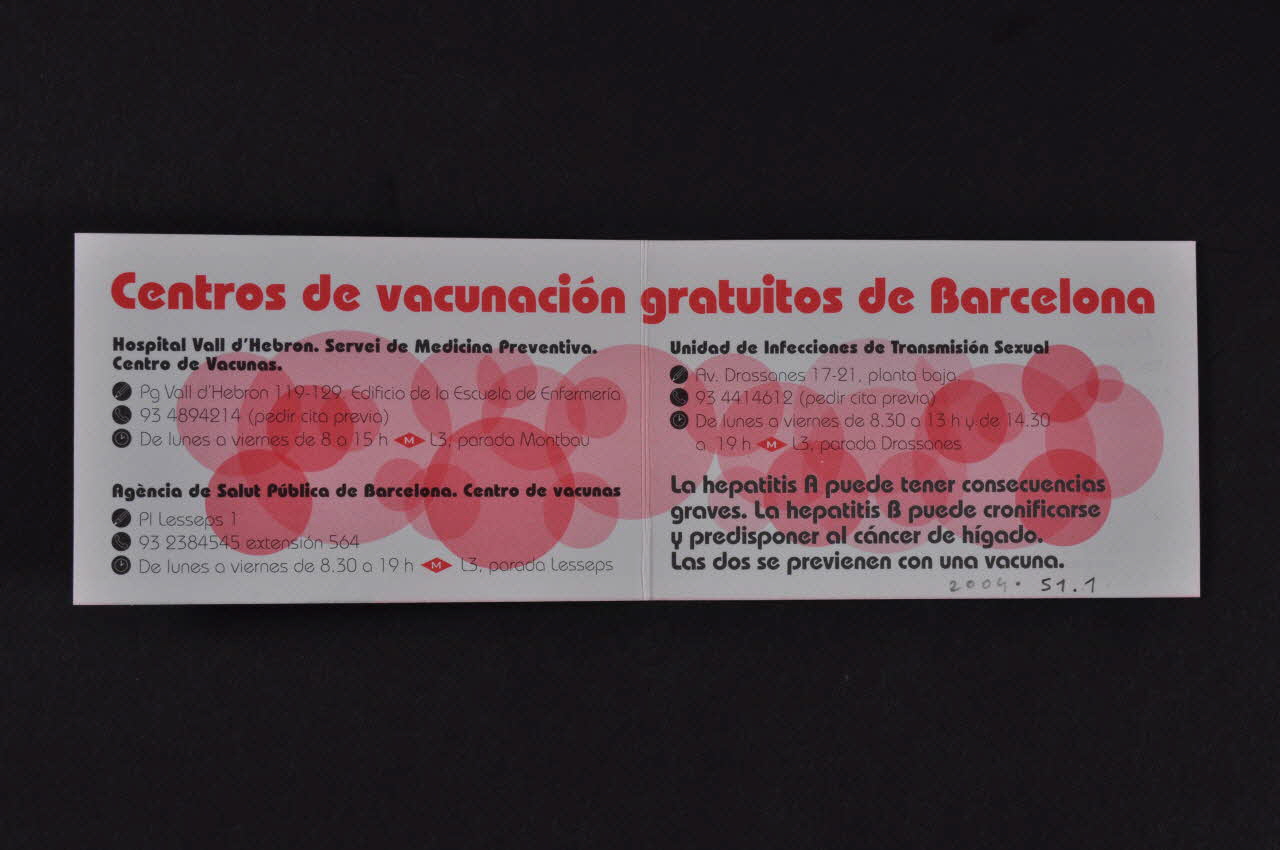 Centros de vacunación gratuitos de Barcelona
Hospital Vall d'Hebron. Servei de Medicina Preventiva.
Centro de Vacunas.
Pg Vall d'Hebron 119-129, Edificio de la Escuela de Enfermería
93 4894214 (pedir cita previa)
De lunes a viernes de 8 a 15 h M L3, parada Montbau
Agència de Salut Pública de Barcelona. Centro de vacunas
Pl Lesseps 1
93 2384545 extensión 564
De lunes a viernes de 8.30 a 19 h M L3, parada Lesseps
Unidad de Infecciones de Transmisión Sexual
Av. Drassanes 17-21, planta baja
93 4414612 (pedir cita previa)
De lunes a viernes de 8.30 a 13 h y de 14.30
a 19 h M L3, parada Drassanes
La hepatitis A puede tener consecuencias
graves. La hepatitis B puede cronificarse
y predisponer al cáncer de hígado.
Las dos se previenen con una vacuna.
2004. 51.1